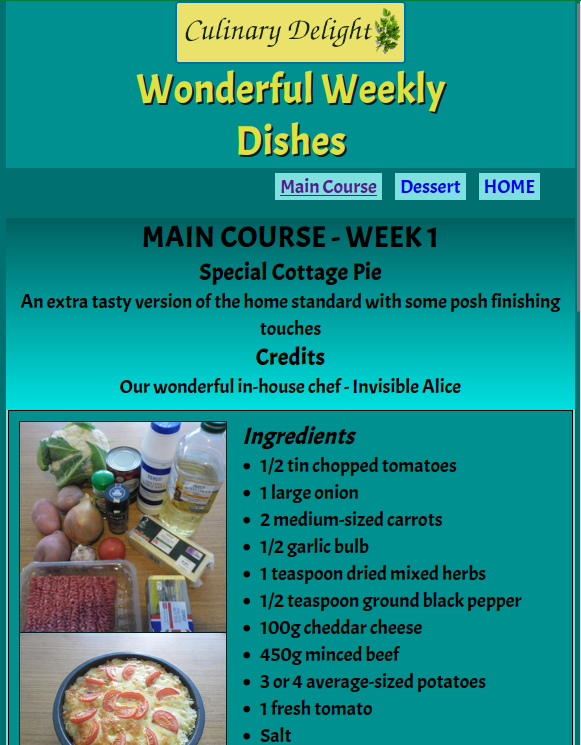 Culinary Delight
Wonderful Weekly
Dishes
Main Course Dessert HOME
MAIN COURSE - WEEK 1
Special Cottage Pie
An extra tasty version of the home standard with some posh finishing
touches
Credits
Our wonderful in-house chef - Invisible Alice
Ingredients
• 1/2 tin chopped tomatoes
• 1 large onion
• 2 medium-sized carrots
• 1/2 garlic bulb
• 1 teaspoon dried mixed herbs
• 1/2 teaspoon ground black pepper
• 100g cheddar cheese
• 450g minced beef
• 3 or 4 average-sized potatoes
• 1 fresh tomato
• Salt